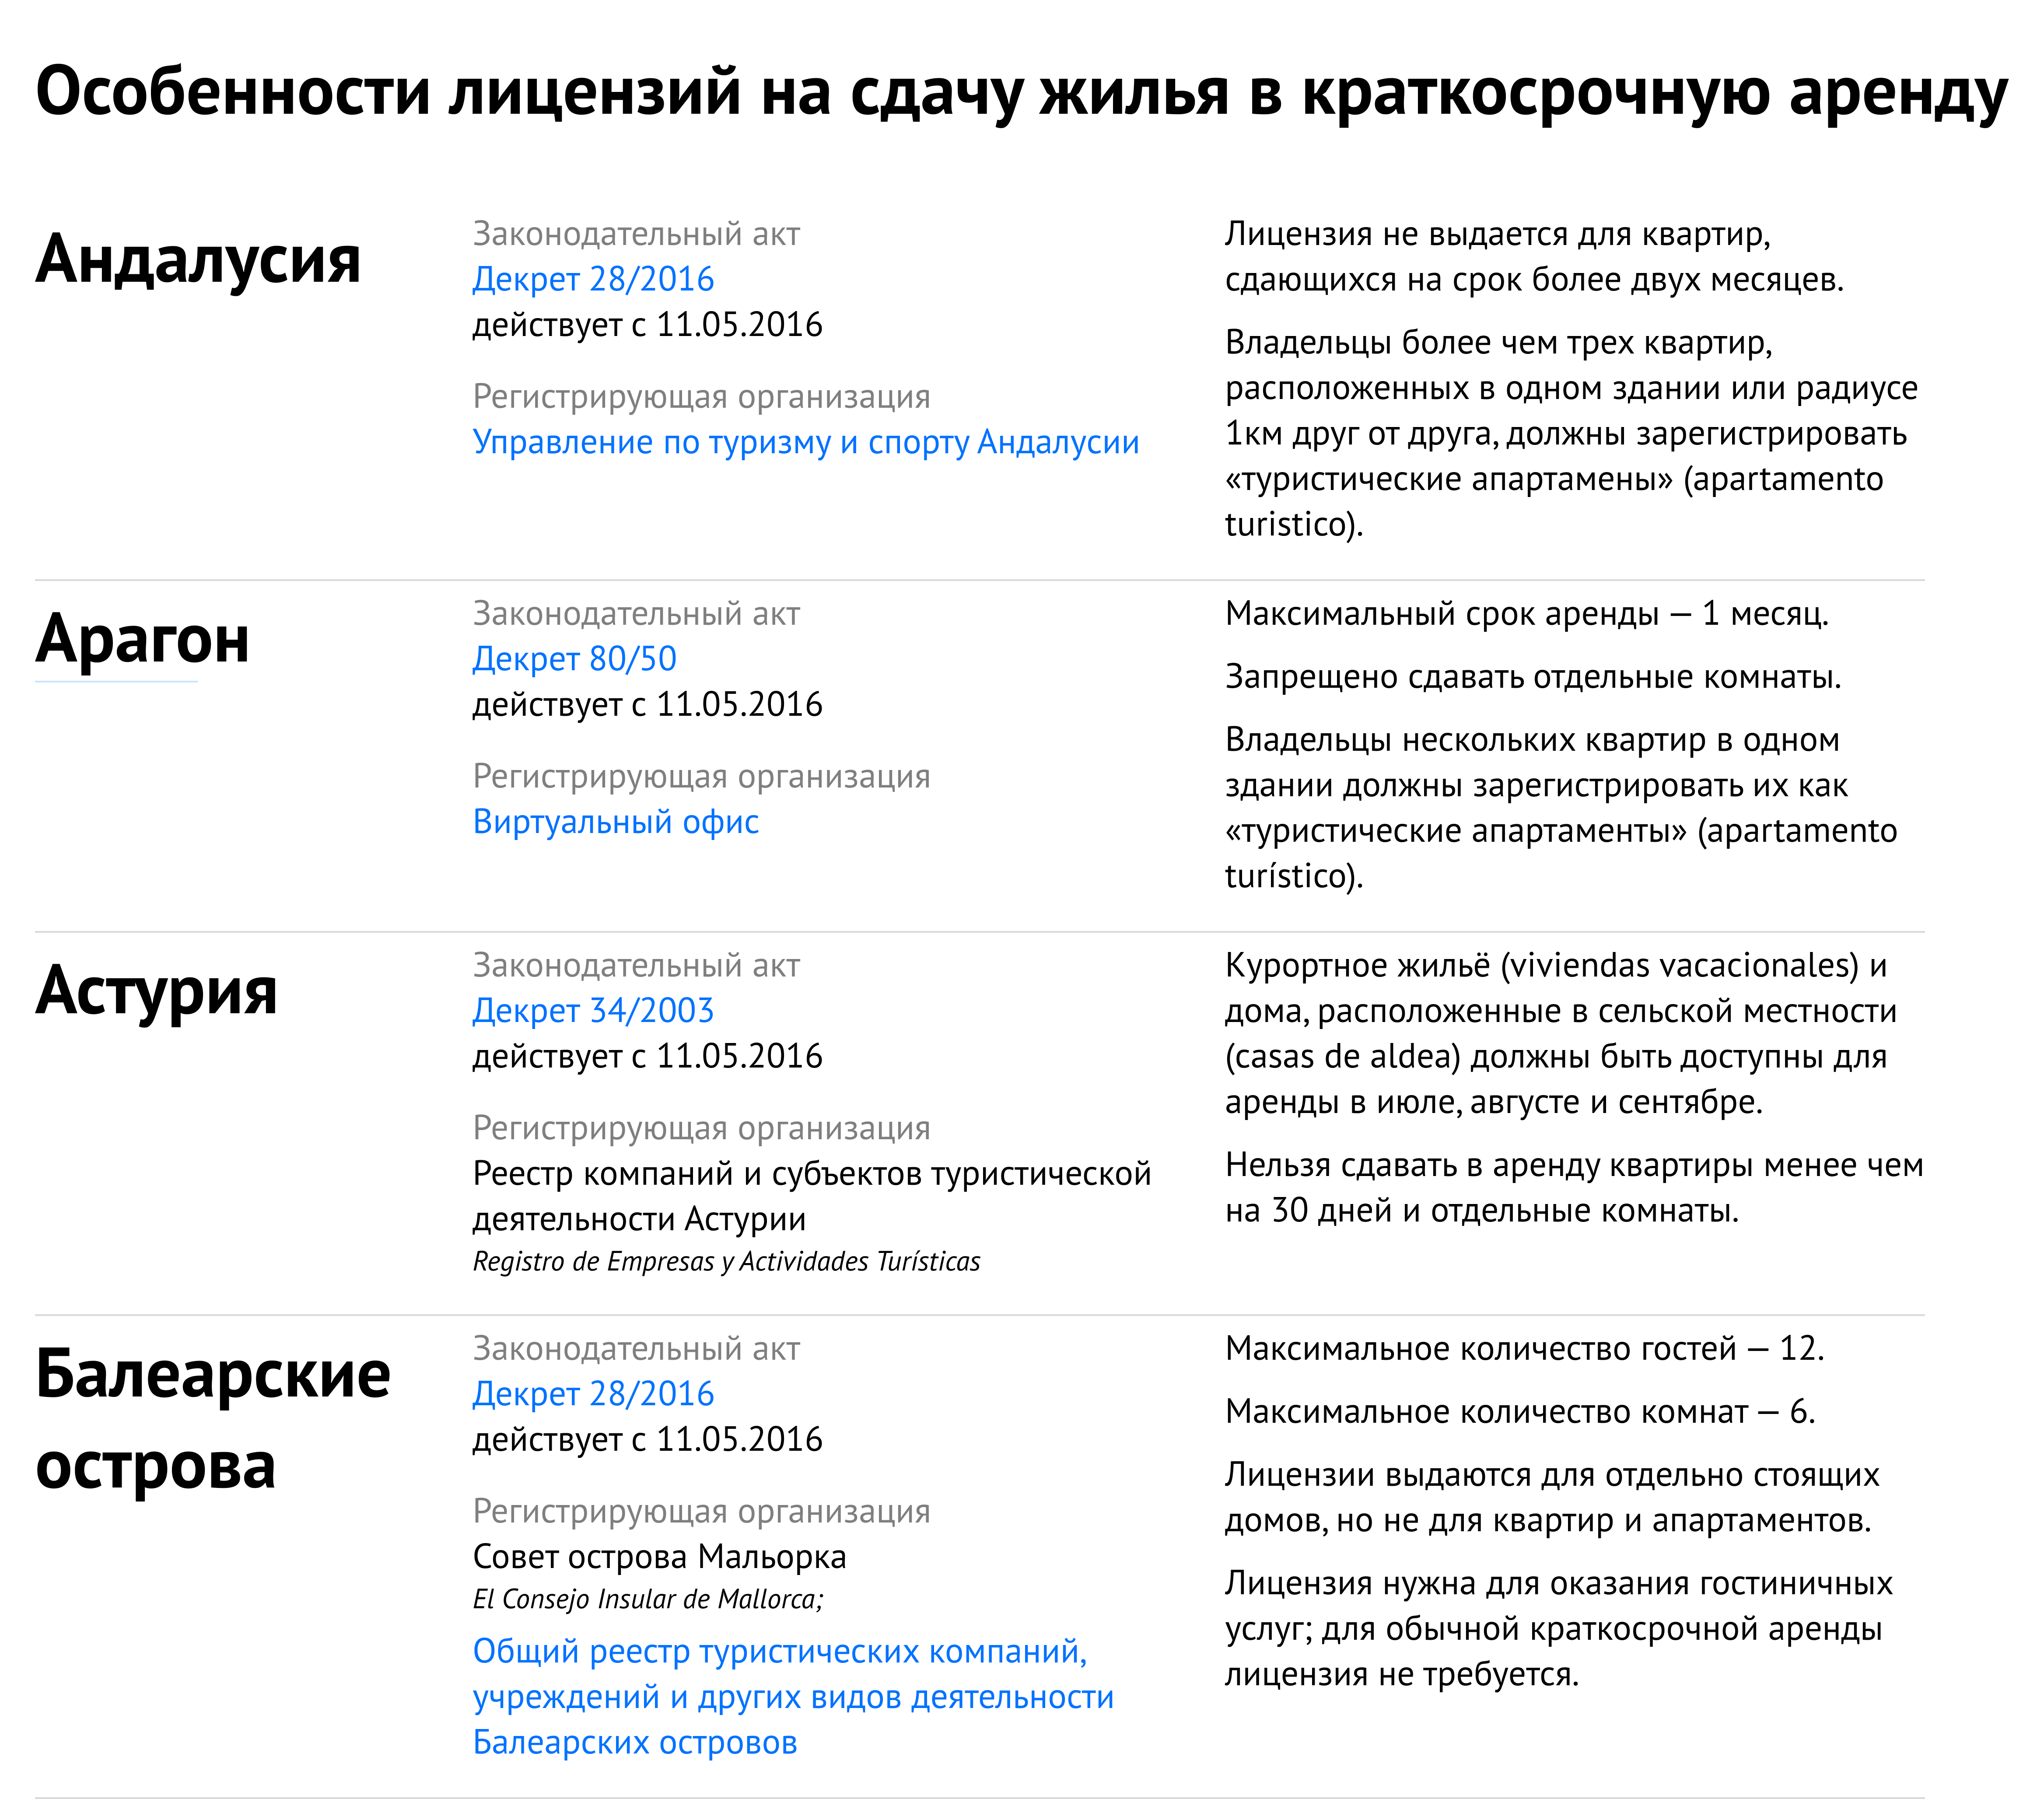 Особенности лицензий на сдачу жилья в краткосрочную аренду
Андалусия
Законодательный акт
Декрет 28/2016
действует с 11.05.2016
Регистрирующая организация
Управление по туризму и спорту Андалусии
Лицензия не выдается для квартир,
сдающихся на срок более двух месяцев.
Владельцы более чем трех квартир,
расположенных в одном здании или радиусе
1км друг от друга, должны зарегистрировать
«туристические апартамены» (apartamento
turistico).
Арагон
Законодательный акт
Декрет 80/50
действует с 11.05.2016
Регистрирующая организация
Виртуальный офис
Максимальный срок аренды — 1 месяц.
Запрещено сдавать отдельные комнаты.
Владельцы нескольких квартир в одном
здании должны зарегистрировать их как
«туристические апартаменты» (apartamento
turístico).
Астурия
Законодательный акт
Декрет 34/2003
действует с 11.05.2016
Регистрирующая организация
Реестр компаний и субъектов туристической
деятельности Астурии
Registro de Empresas y Actividades Turísticas
Курортное жильё (viviendas vacacionales) и
дома, расположенные в сельской местности
(casas de aldea) должны быть доступны для
аренды в июле, августе и сентябре.
Нельзя сдавать в аренду квартиры менее чем
на 30 дней и отдельные комнаты.
Балеарские
острова
Законодательный акт
Декрет 28/2016
действует с 11.05.2016
Регистрирующая организация
Совет острова Мальорка
El Consejo Insular de Mallorca;
Общий реестр туристических компаний,
учреждений и других видов деятельности
Балеарских островов
Максимальное количество гостей — 12.
Максимальное количество комнат — 6.
Лицензии выдаются для отдельно стоящих
домов, но не для квартир и апартаментов.
Лицензия нужна для оказания гостиничных
услуг; для обычной краткосрочной аренды
лицензия не требуется.